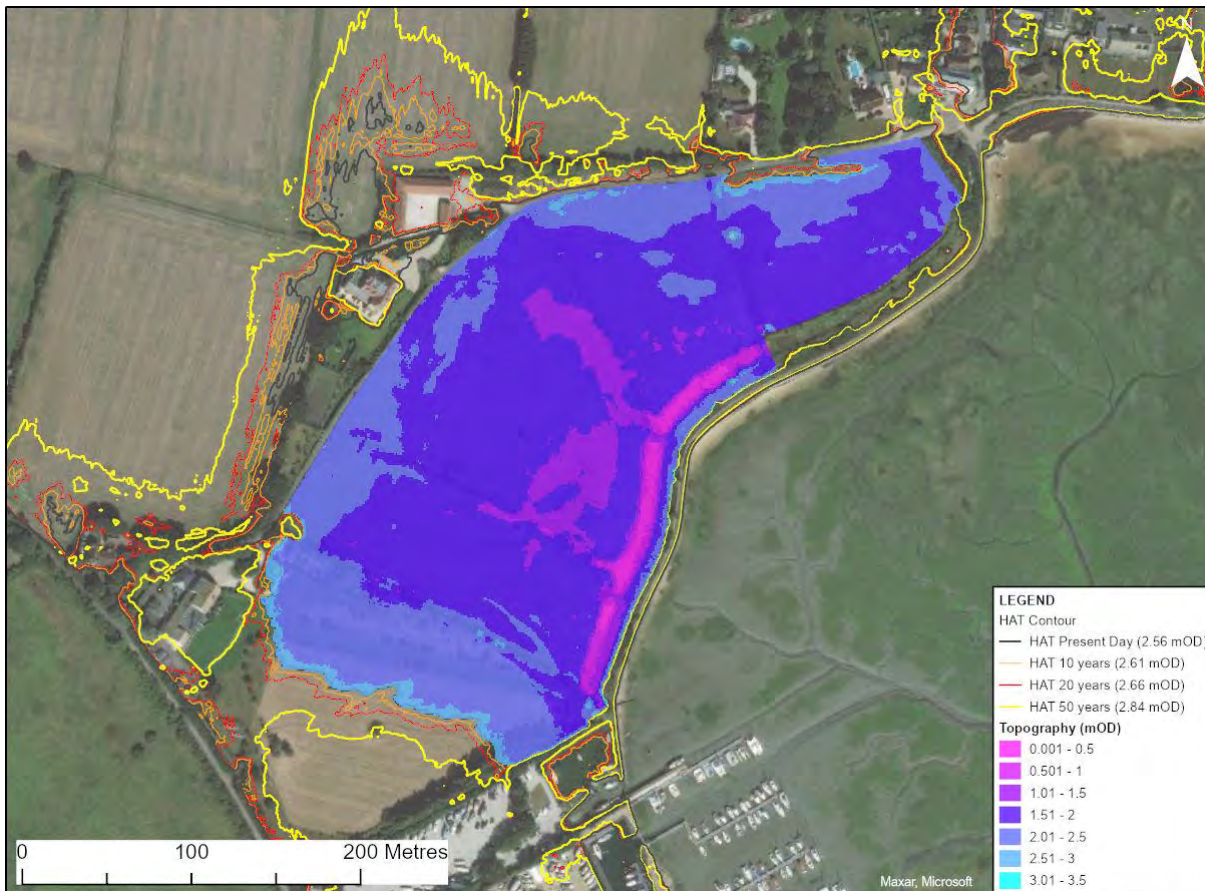 N
LEGEND
HAT Contour
HAT Present Day (2.56 mOD)
HAT 10 years (2.61 mOD)
HAT 20 years (2.66 mOD)
HAT 50 years (2.84 mOD)
Topography (mOD)
0.001 - 0.5
0.501 - 1
1.01 - 1.5
1.51 - 2
2.01 - 2.5
2.51 - 3
3.01 - 3.5
0 100 200 Metres
Maxar, Microsoft